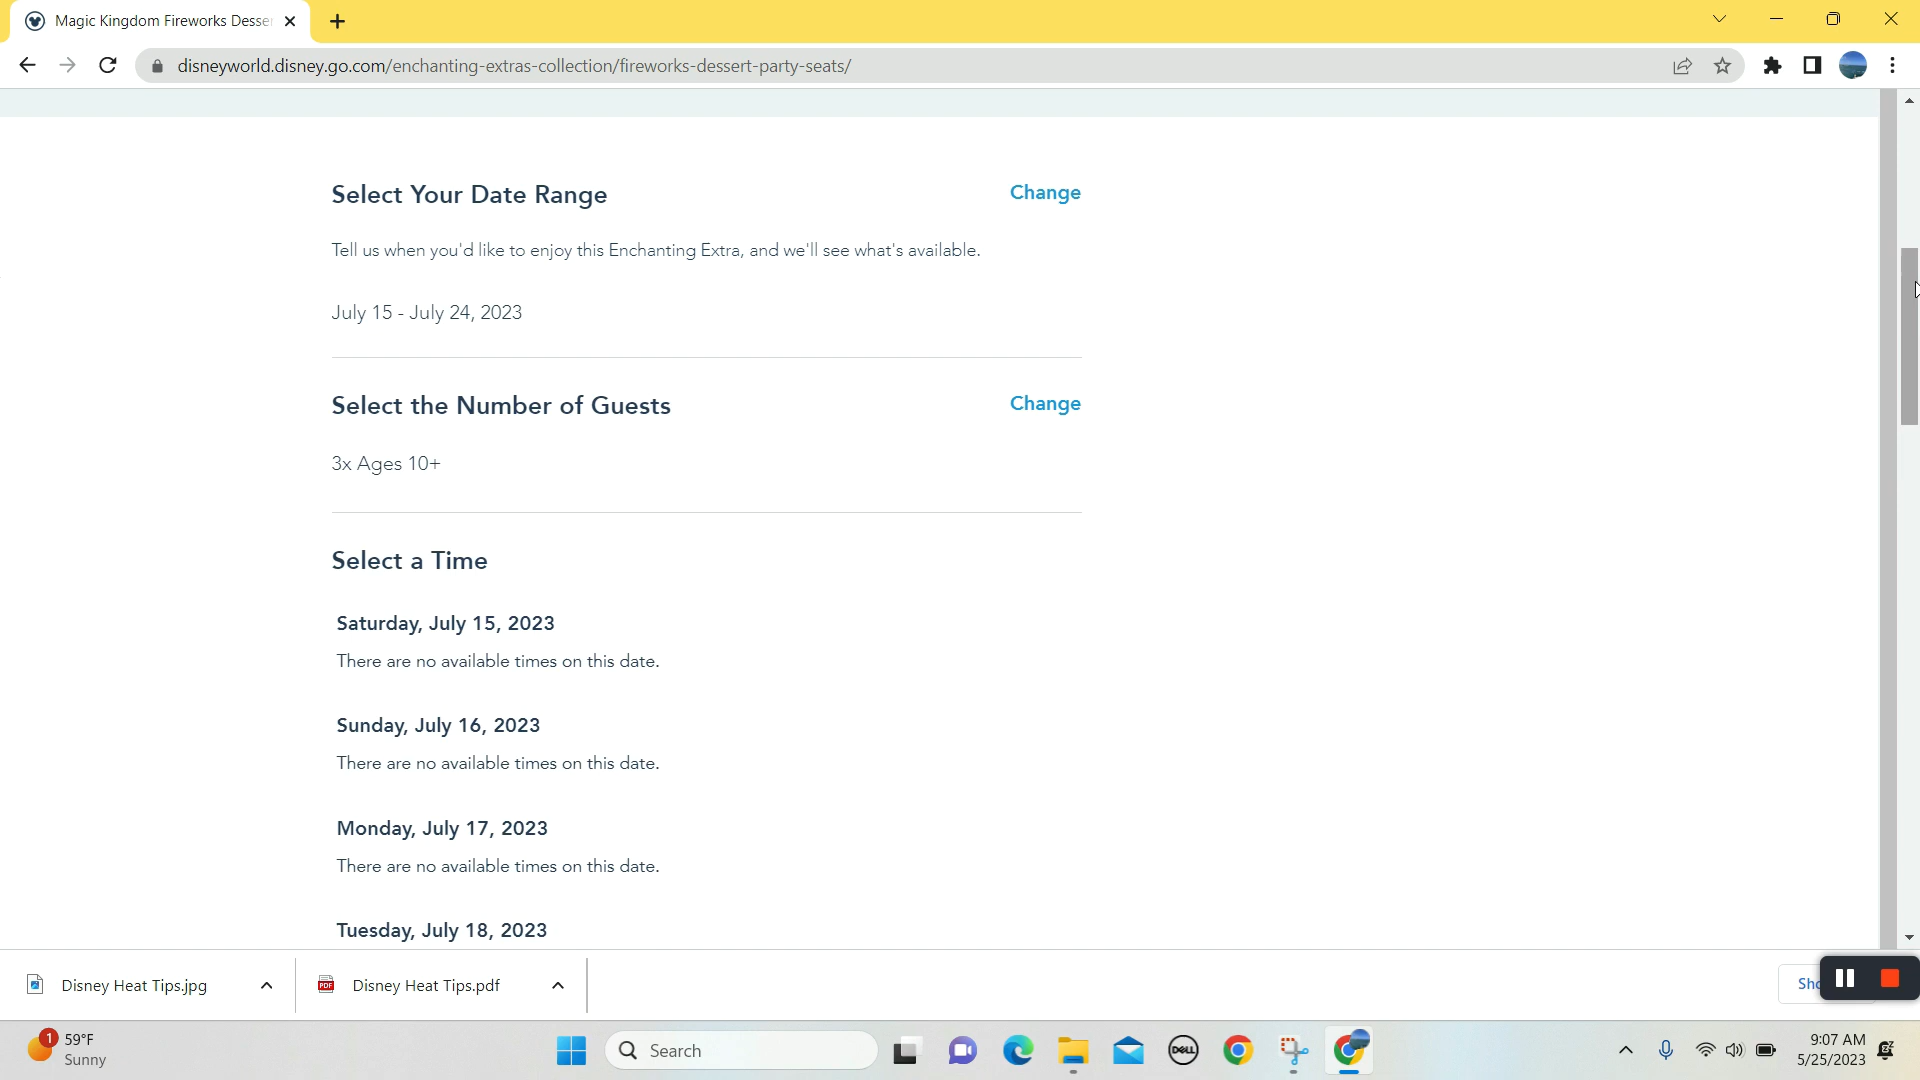 Magic Kingdom Fireworks Desser
disneyworld.disney.go.com/enchanting-extras-collection/fireworks-dessert-party-seats/
Select Your Date Range
Change
Tell us when you'd like to enjoy this Enchanting Extra, and we'll see what's available.
July 15 - July 24, 2023
Select the Number of Guests
Change
3x Ages 10+
Select a Time
Saturday, July 15, 2023
There are no available times on this date.
Sunday, July 16, 2023
There are no available times on this date.
Monday, July 17, 2023
There are no available times on this date.
Tuesday, July 18, 2023
Disney Heat Tips.jpg
PDF
Disney Heat Tips.pdf
1
59°F
Sunny
Search
DELL
9:07 AM
5/25/2023